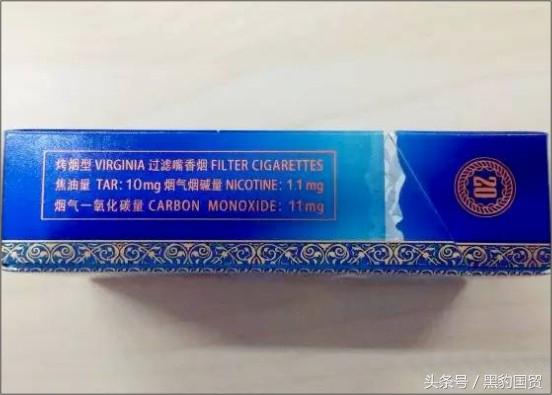 烤烟型 VIRGINIA 过滤嘴香烟 FILTER CIGARETTES
焦油量 TAR：10mg 烟气烟碱量 NICOTINE：1.1mg
烟气一氧化碳量 CARBON MONOXIDE：11mg
20
头条号 / 黑豹国贸